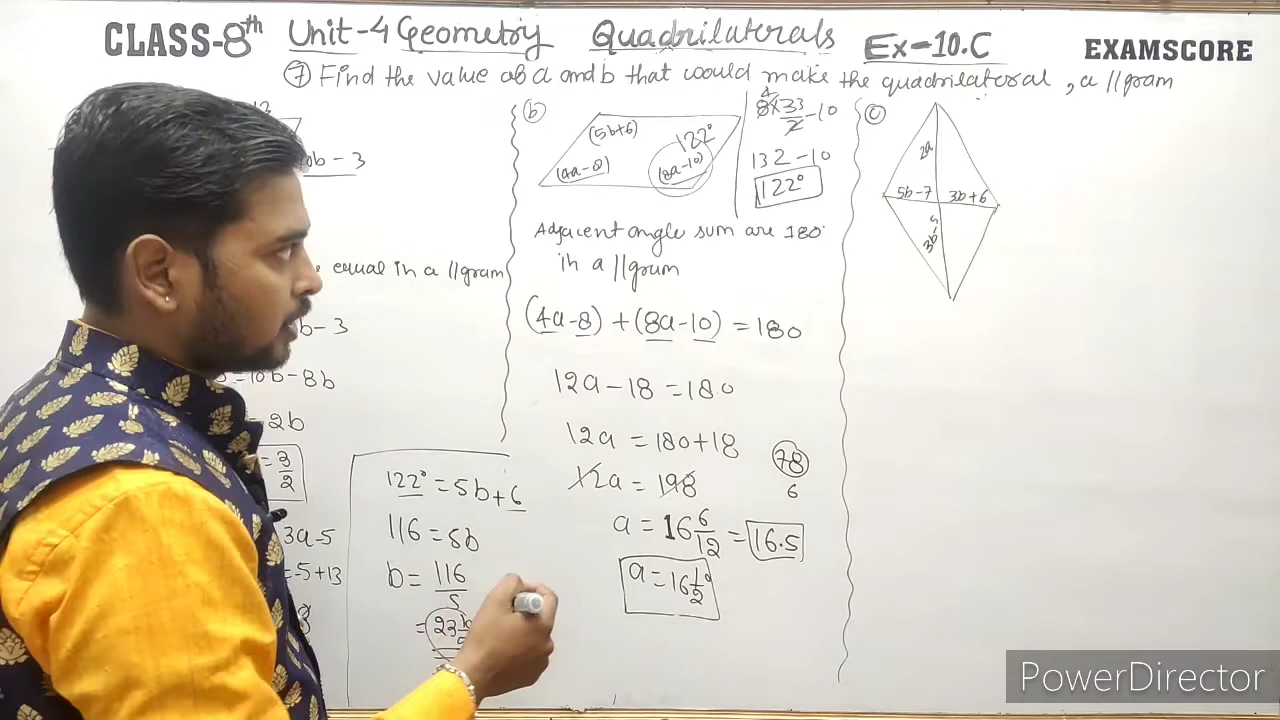 CLASS-8th Unit-4 Geometry Quadrilaterals Ex-10.C EXAMSCORE
⑦ Find the value ob a and b that would make the quadrilateral, a //gram
b - 3
equal in a //gram
b - 3
= 10b - 8b
= 2b
= 3/2
3a-5
= -5+13
122° = 5b+6
116 = 5b
b = 116/5
= 23
(b)
(5b+6)
122°
(4a-8)
(8a-10)
8×33/2 -10
4
132-10
122°
Adjacent angle sum are 180°
in a //gram
(4a-8) + (8a-10) = 180
12a - 18 = 180
12a = 180+18
12a = 198
78
6
a = 16 6/12 = 16.5
a = 16 1/2°
(c)
2a
5b-7
3b+6
3b-5
PowerDirector